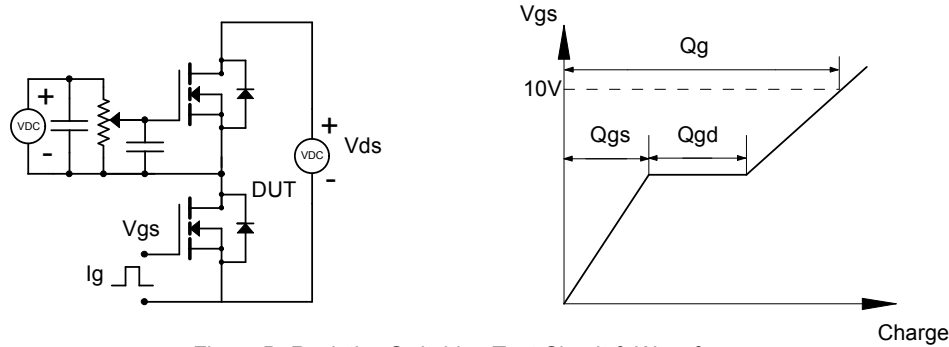 Vgs
Qg
10V
+
VDC
-
+
VDC
-
Vds
Qgs
Qgd
DUT
Vgs
Ig
Charge